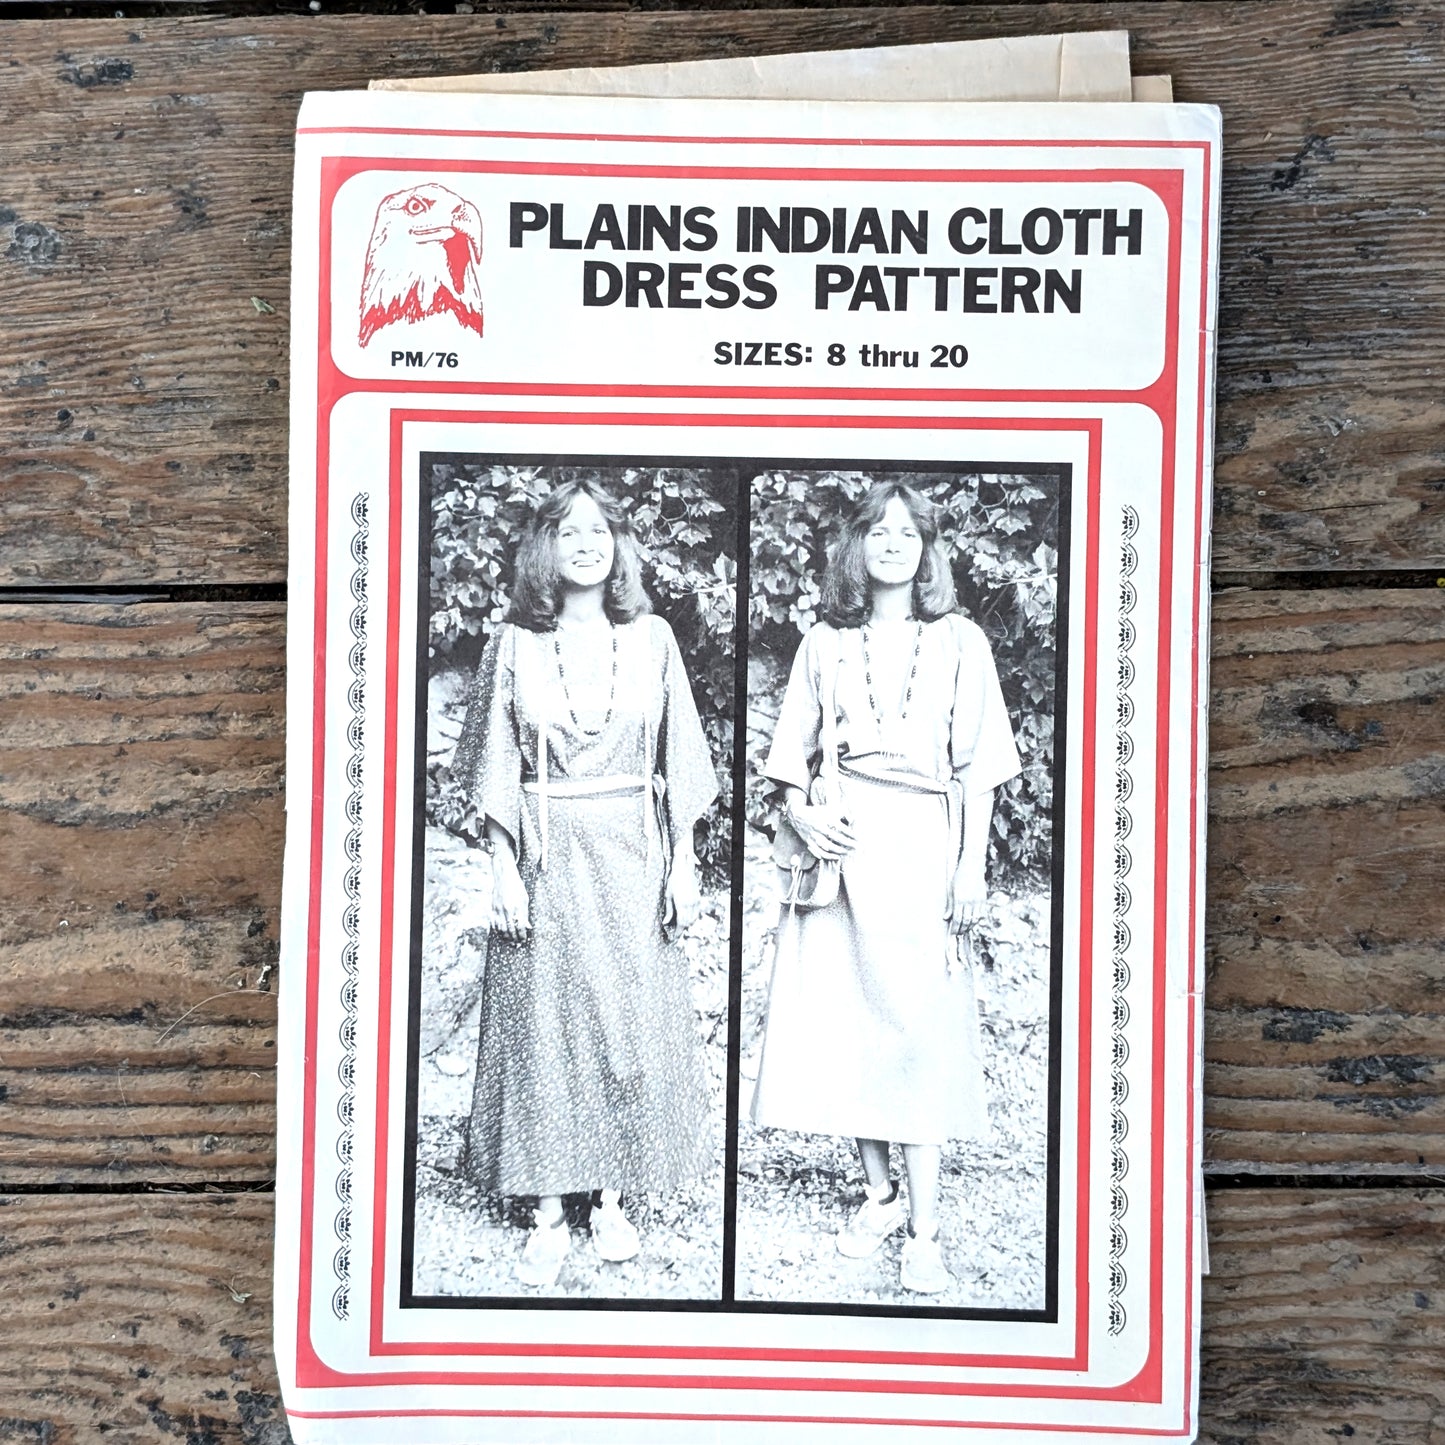 PLAINS INDIAN CLOTH
DRESS PATTERN
SIZES: 8 thru 20
PM/76